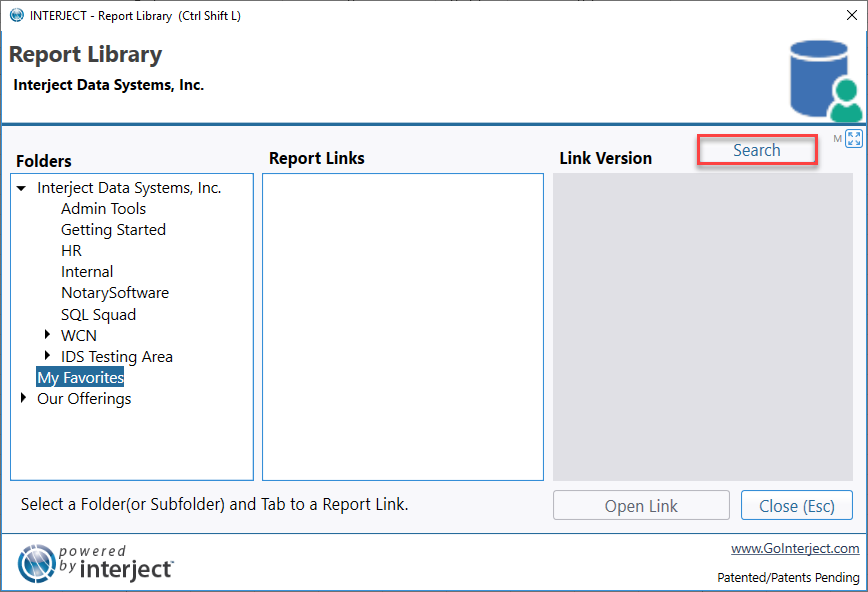 INTERJECT - Report Library (Ctrl Shift L)
Report Library
Interject Data Systems, Inc.
Search
M
Folders
Report Links
Link Version
Interject Data Systems, Inc.
Admin Tools
Getting Started
HR
Internal
NotarySoftware
SQL Squad
WCN
IDS Testing Area
My Favorites
Our Offerings
Select a Folder(or Subfolder) and Tab to a Report Link.
Open Link
Close (Esc)
powered
by interject™
www.GoInterject.com
Patented/Patents Pending